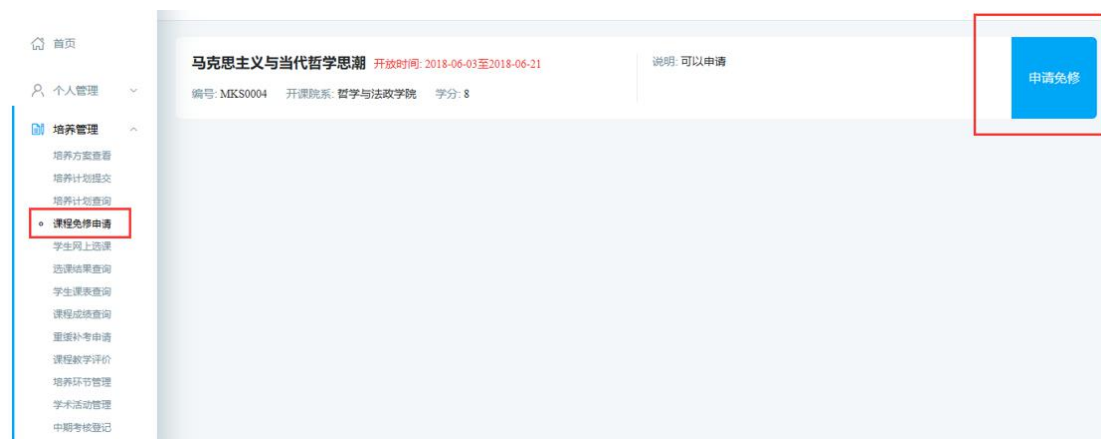 首页
个人管理
培养管理
培养方案查看
培养计划提交
培养计划查询
课程免修申请
学生网上选课
选课结果查询
学生课表查询
课程成绩查询
重缓补考申请
课程教学评价
培养环节管理
学术活动管理
中期考核登记
马克思主义与当代哲学思潮 开放时间: 2018-06-03至2018-06-21
编号: MKS0004 开课院系: 哲学与法政学院 学分: 8
说明: 可以申请
申请免修